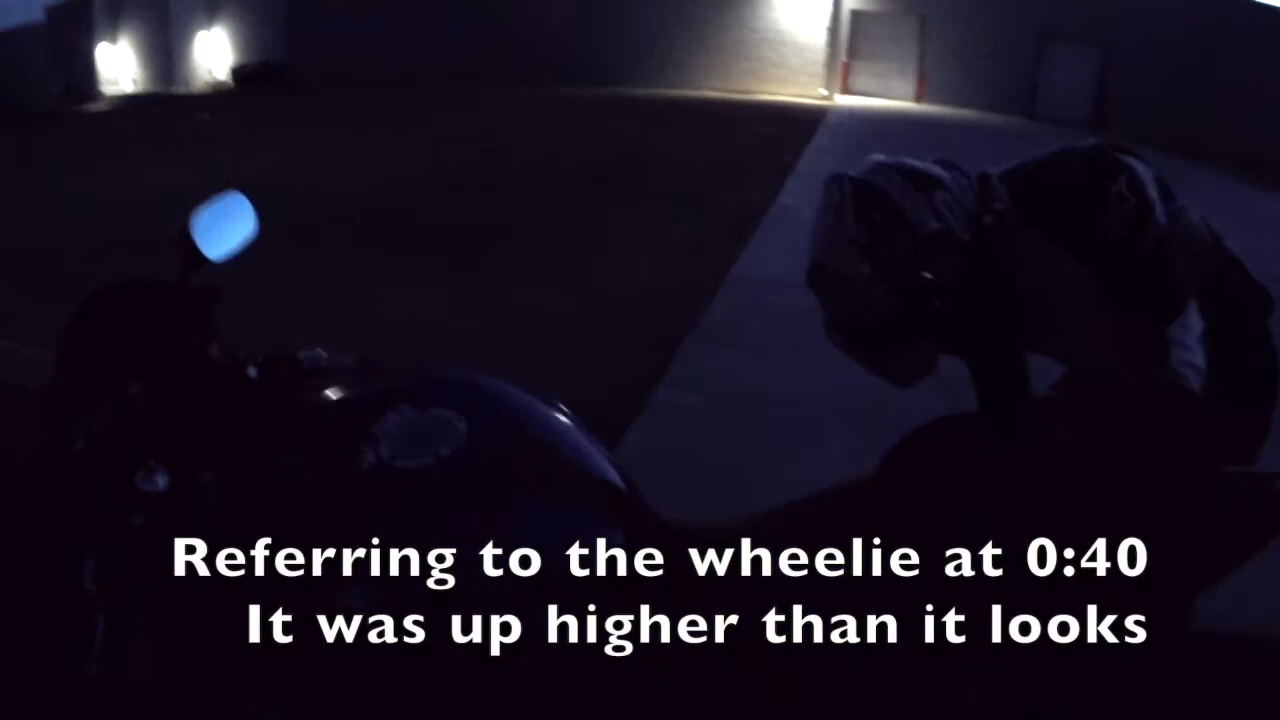 Referring to the wheelie at 0:40
It was up higher than it looks